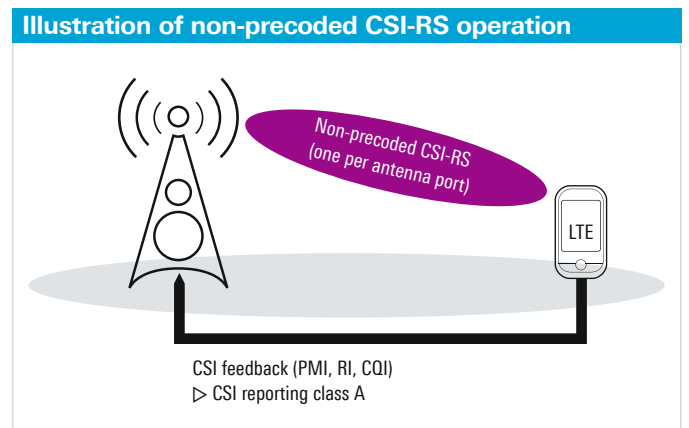 Illustration of non-precoded CSI-RS operation
Non-precoded CSI-RS
(one per antenna port)
LTE
CSI feedback (PMI, RI, CQI)
▷ CSI reporting class A